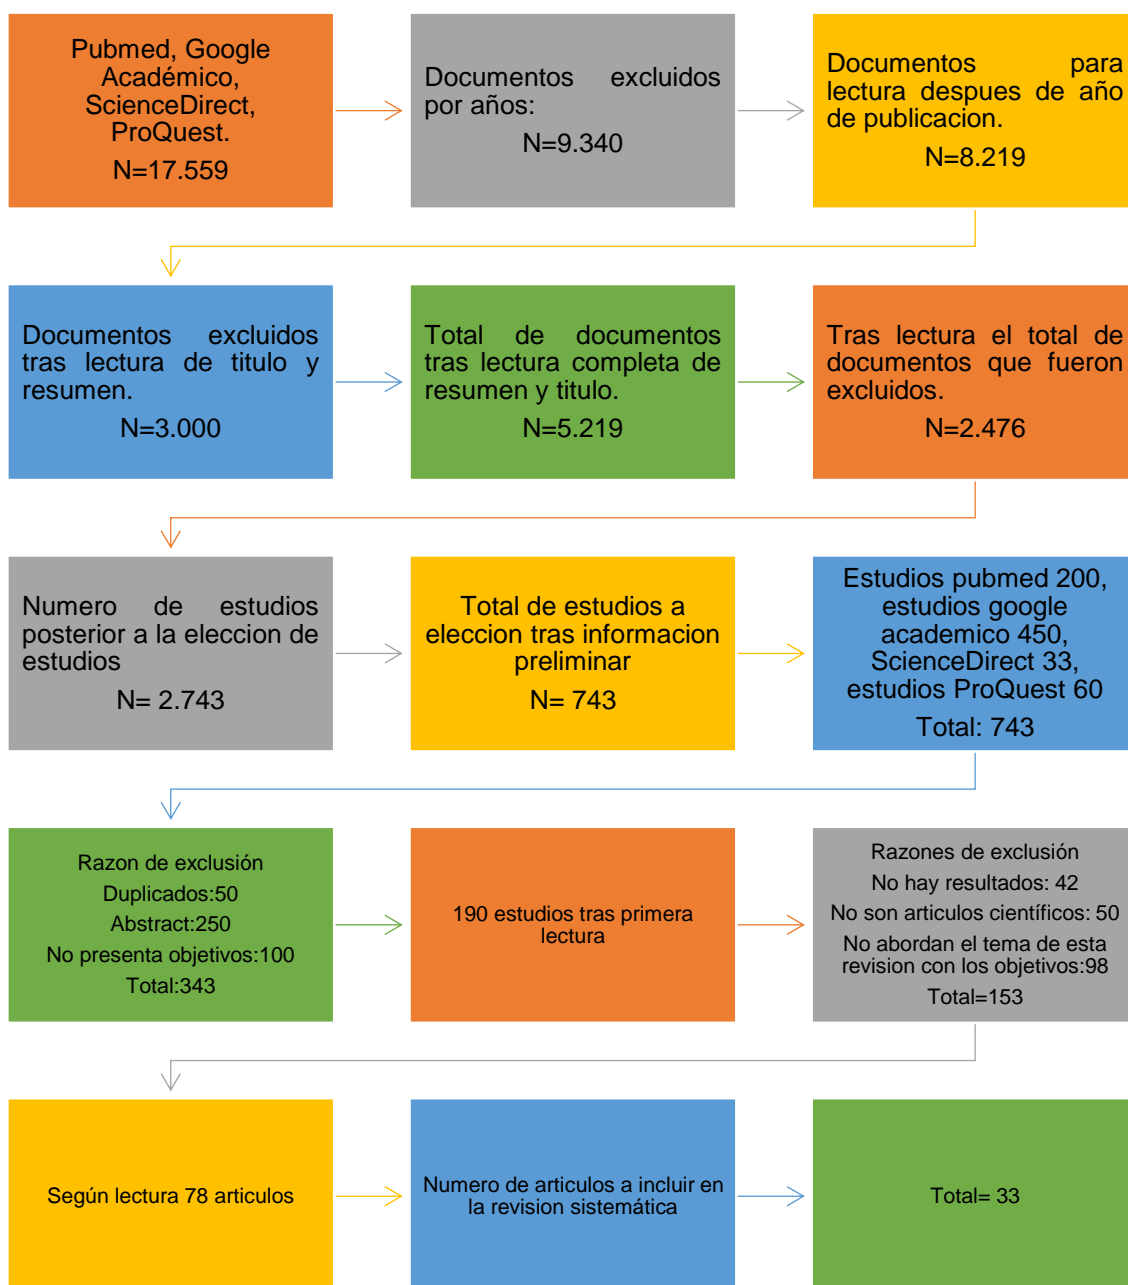 Pubmed, Google
Académico,
ScienceDirect,
ProQuest.
N=17.559
Documentos excluidos
por años:
N=9.340
Documentos para
lectura despues de año
de publicacion.
N=8.219
Documentos excluidos
tras lectura de titulo y
resumen.
N=3.000
Total de documentos
tras lectura completa de
resumen y titulo.
N=5.219
Tras lectura el total de
documentos que fueron
excluidos.
N=2.476
Numero de estudios
posterior a la eleccion de
estudios
N= 2.743
Total de estudios a
eleccion tras informacion
preliminar
N= 743
Estudios pubmed 200,
estudios google
academico 450,
ScienceDirect 33,
estudios ProQuest 60
Total: 743
Razon de exclusión
Duplicados:50
Abstract:250
No presenta objetivos:100
Total:343
190 estudios tras primera
lectura
Razones de exclusión
No hay resultados: 42
No son articulos científicos: 50
No abordan el tema de esta
revision con los objetivos:98
Total=153
Según lectura 78 articulos
Numero de articulos a incluir en
la revision sistemática
Total= 33